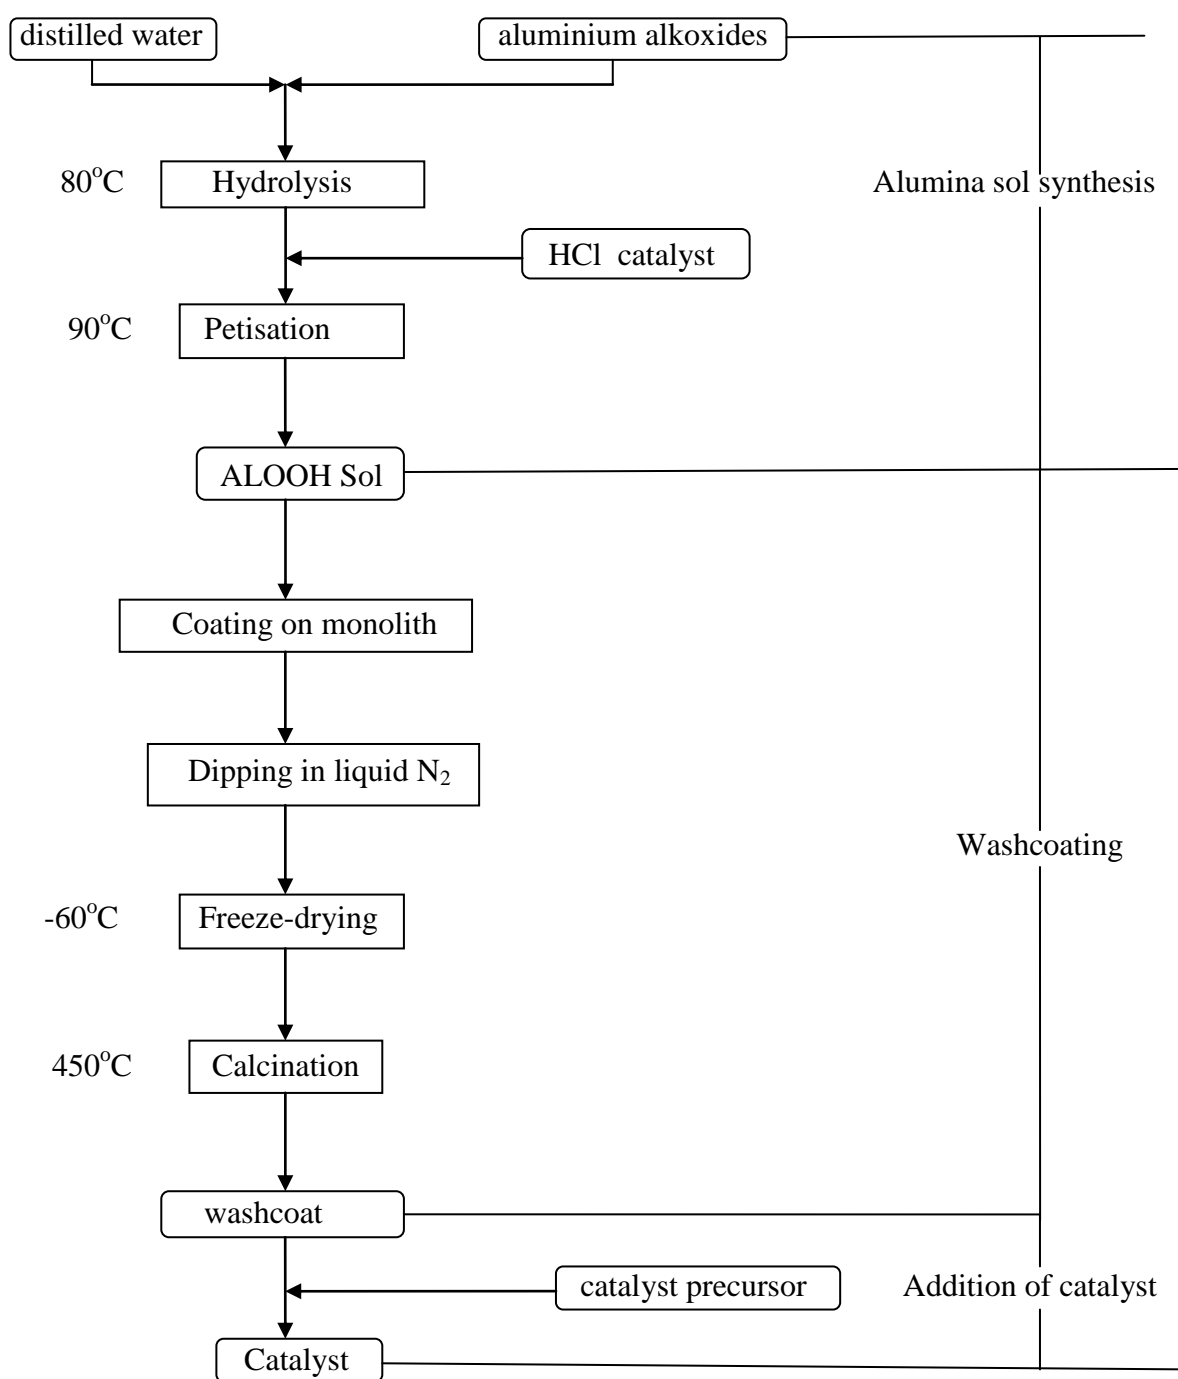 distilled water
aluminium alkoxides
80°C
Hydrolysis
Alumina sol synthesis
HCl catalyst
90°C
Petisation
ALOOH Sol
Coating on monolith
Dipping in liquid N₂
Washcoating
-60°C
Freeze-drying
450°C
Calcination
washcoat
catalyst precursor
Addition of catalyst
Catalyst